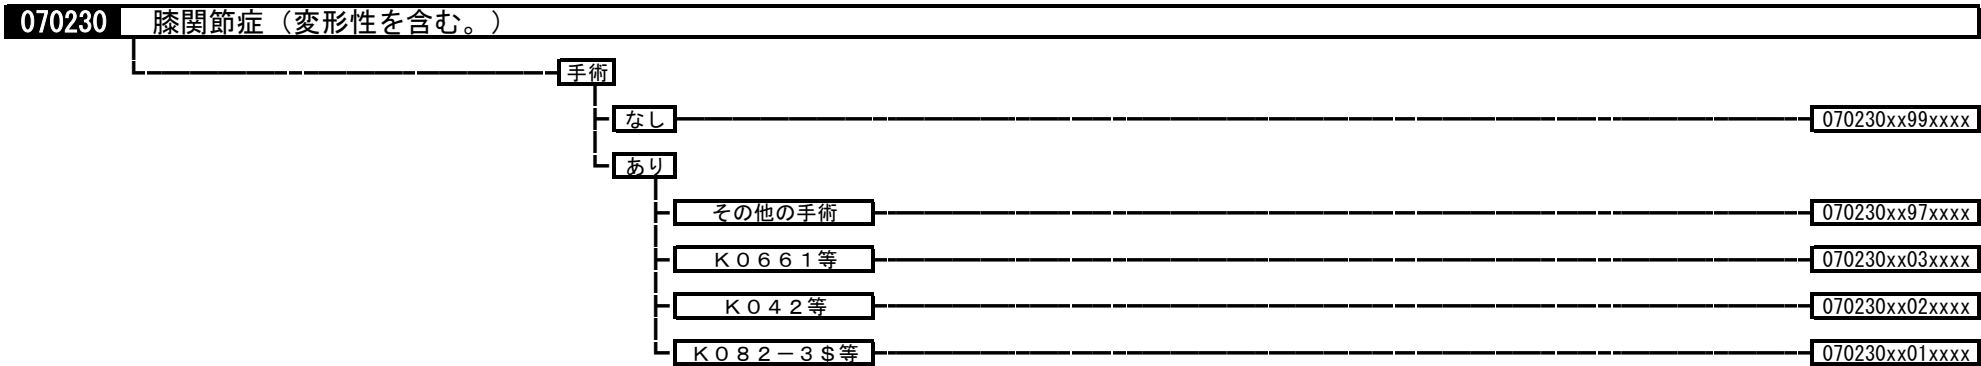 070230 膝関節症（変形性を含む。）
手術
なし 070230xx99xxxx
あり
その他の手術 070230xx97xxxx
Ｋ０６６１等 070230xx03xxxx
Ｋ０４２等 070230xx02xxxx
Ｋ０８２－３＄等 070230xx01xxxx